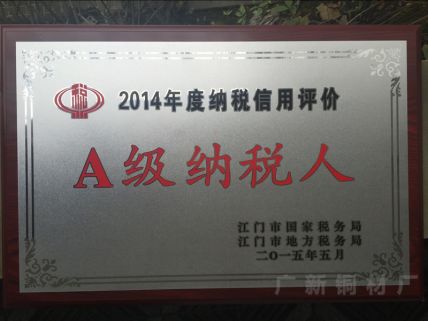 2014年度纳税信用评价
A级纳税人
江门市国家税务局
江门市地方税务局
二〇一五年五月
广新铜材厂